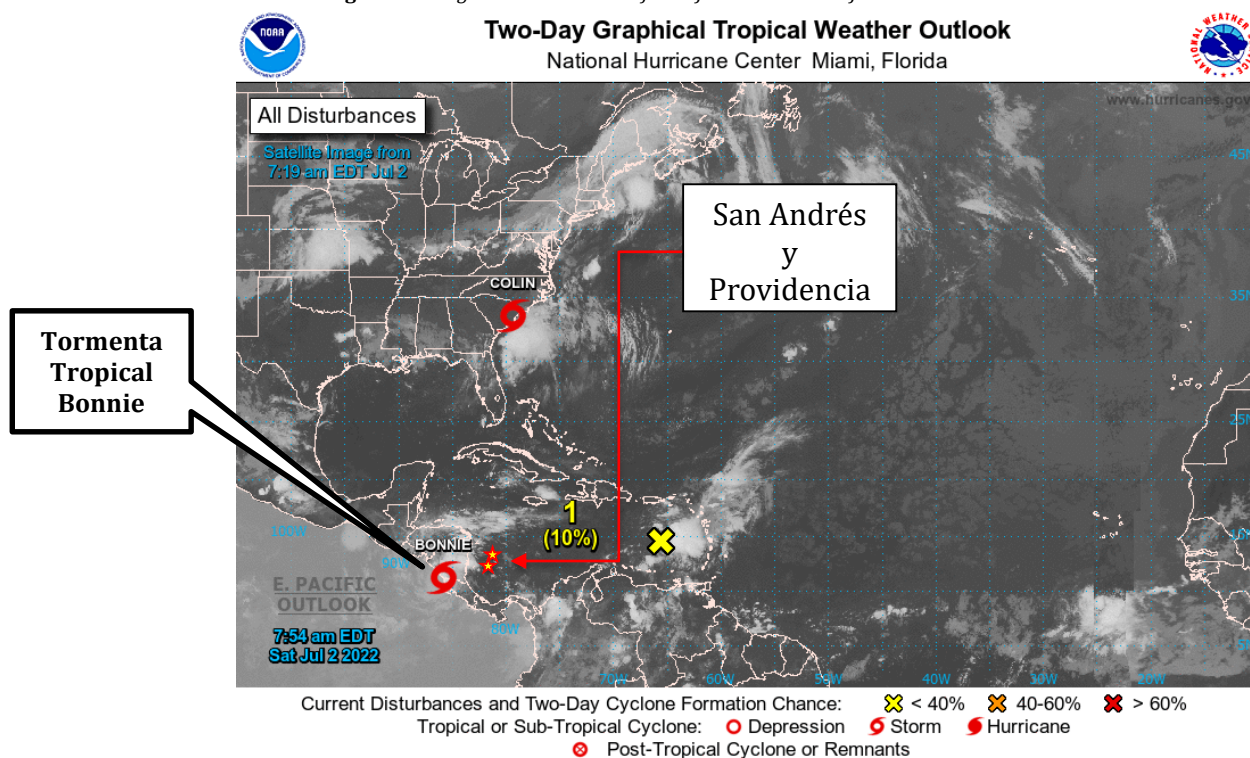 Two-Day Graphical Tropical Weather Outlook
National Hurricane Center Miami, Florida
NOAA
www.hurricanes.gov
All Disturbances
Satellite Image from
7:19 am EDT Jul 2
45N
San Andrés
y
Providencia
COLIN
35N
Tormenta
Tropical
Bonnie
25N
1
(10%)
100W
BONNIE
90W
E. PACIFIC
OUTLOOK
7:54 am EDT
Sat Jul 2 2022
80W
70W
60W
50W
40W
30W
20W
Current Disturbances and Two-Day Cyclone Formation Chance: < 40% 40-60% > 60%
Tropical or Sub-Tropical Cyclone: Depression Storm Hurricane
Post-Tropical Cyclone or Remnants